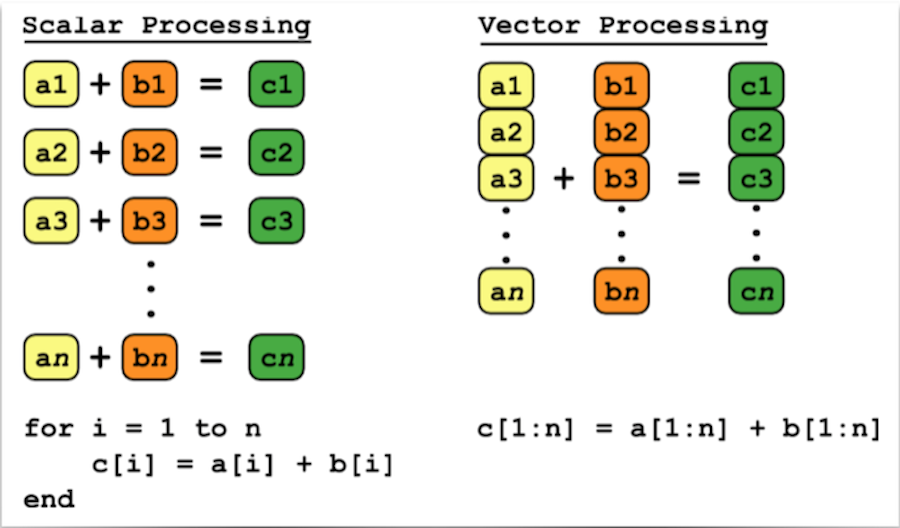 Scalar Processing
a1 + b1 = c1
a2 + b2 = c2
a3 + b3 = c3
an + bn = cn
for i = 1 to n
c[i] = a[i] + b[i]
end
Vector Processing
a1 b1 c1
a2 b2 c2
a3 + b3 = c3
an bn cn
c[1:n] = a[1:n] + b[1:n]